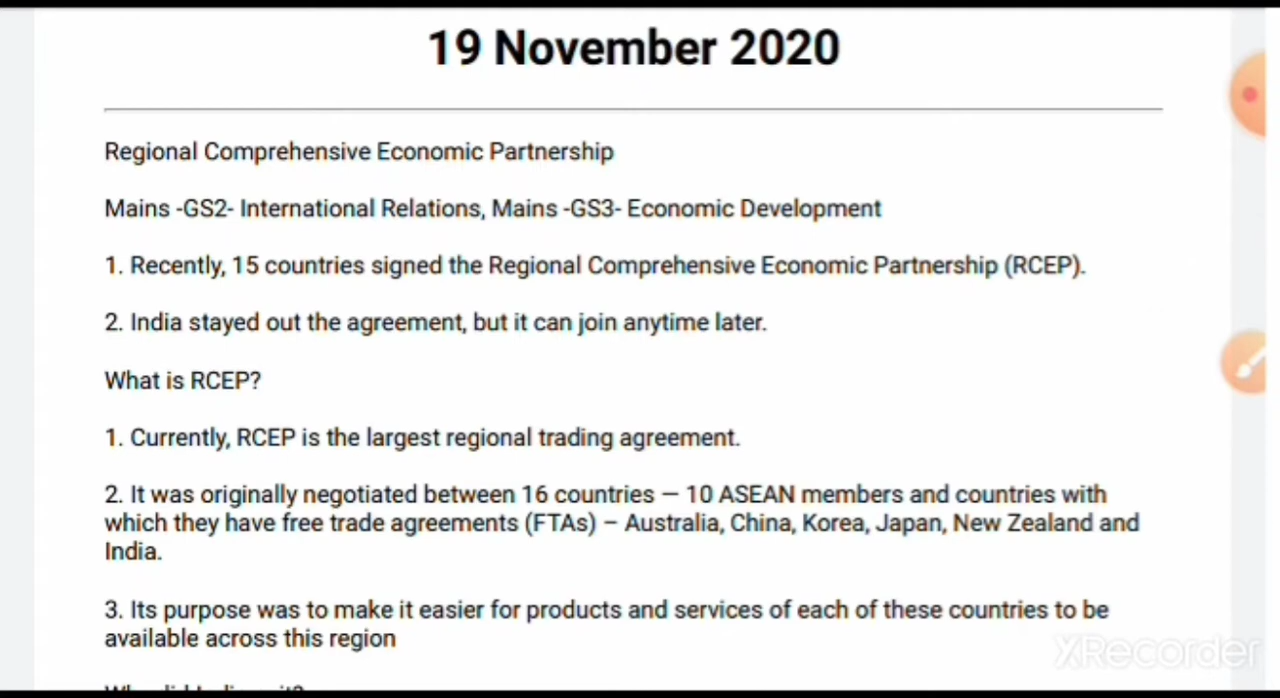 19 November 2020
Regional Comprehensive Economic Partnership
Mains -GS2- International Relations, Mains -GS3- Economic Development
1. Recently, 15 countries signed the Regional Comprehensive Economic Partnership (RCEP).
2. India stayed out the agreement, but it can join anytime later.
What is RCEP?
1. Currently, RCEP is the largest regional trading agreement.
2. It was originally negotiated between 16 countries — 10 ASEAN members and countries with
which they have free trade agreements (FTAs) – Australia, China, Korea, Japan, New Zealand and
India.
3. Its purpose was to make it easier for products and services of each of these countries to be
available across this region
XRecorder